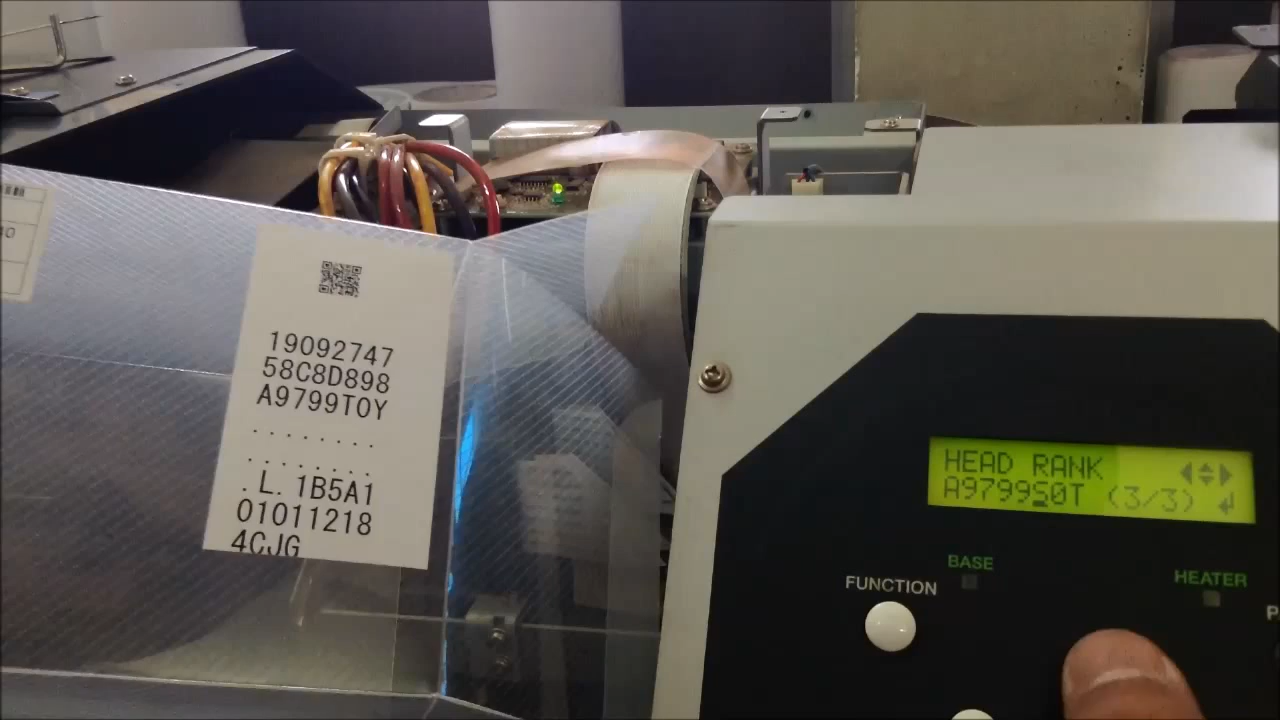 19092747
58C8D898
A9799T0Y
........
........
.L.1B5A1
01011218
4CJG
HEAD RANK
A9799S0T (3/3)
BASE
FUNCTION
HEATER